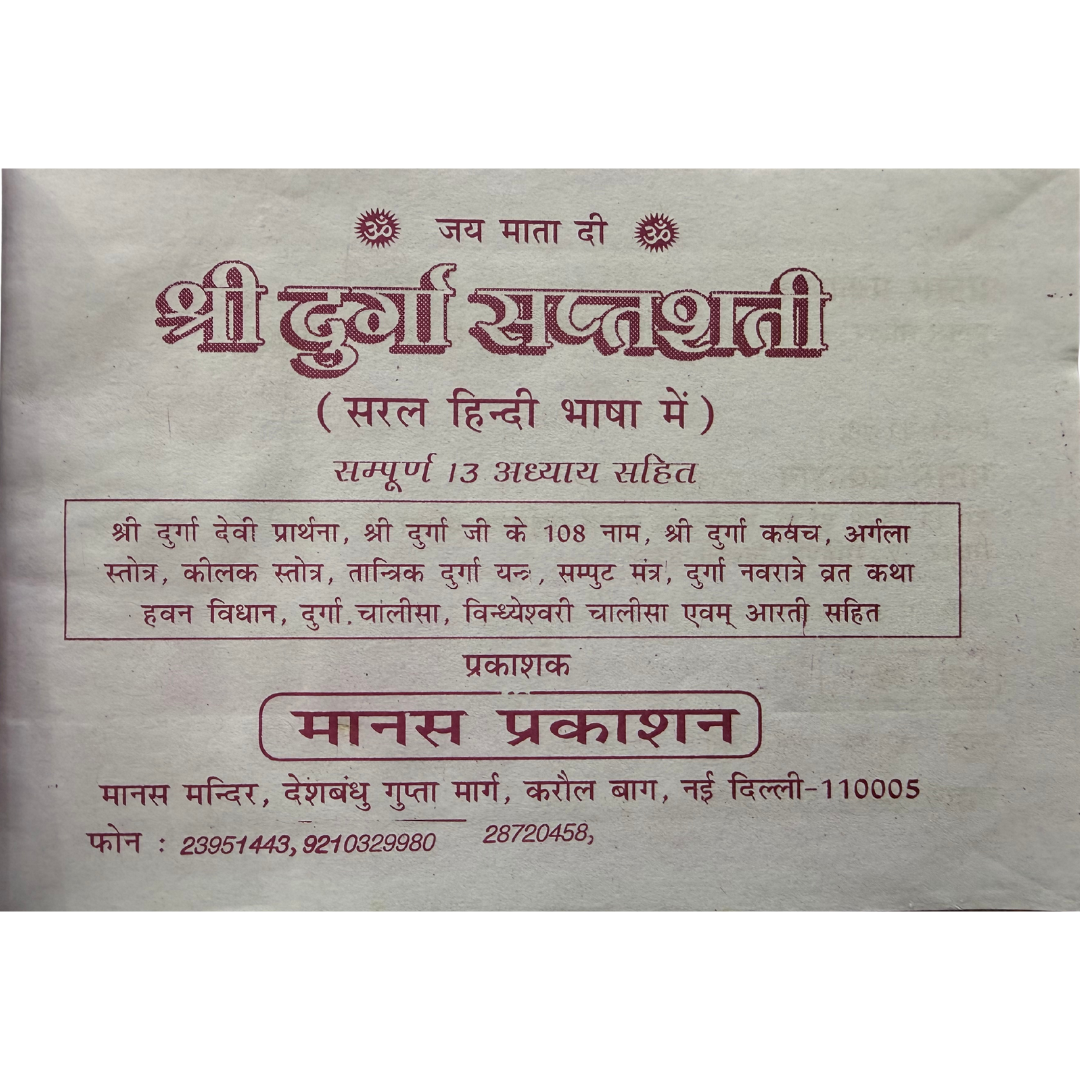 ॐ जय माता दी ॐ
श्री दुर्गा सप्तशती
( सरल हिन्दी भाषा में )
सम्पूर्ण 13 अध्याय सहित
श्री दुर्गा देवी प्रार्थना, श्री दुर्गा जी के 108 नाम, श्री दुर्गा कवच, अर्गला
स्तोत्र, कीलक स्तोत्र, तान्त्रिक दुर्गा यन्त्र, सम्पुट मंत्र, दुर्गा नवरात्रे व्रत कथा
हवन विधान, दुर्गा चालीसा, विन्ध्येश्वरी चालीसा एवम् आरती सहित
प्रकाशक
मानस प्रकाशन
मानस मन्दिर, देशबंधु गुप्ता मार्ग, करौल बाग, नई दिल्ली-110005
फोन : 23951443, 9210329980 28720458,